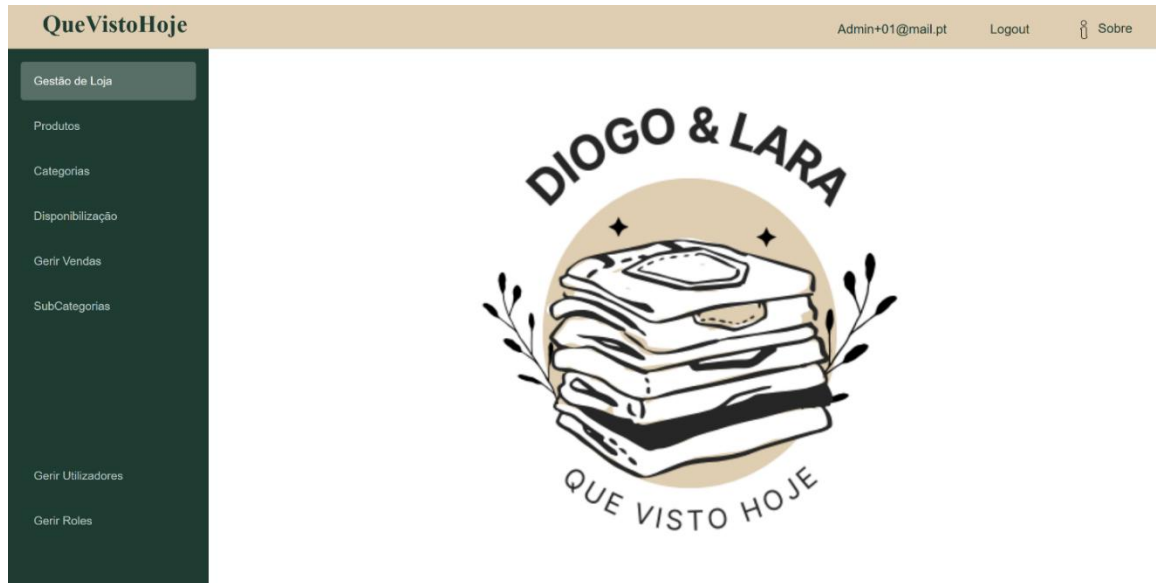 QueVistoHoje
Admin+01@mail.pt Logout Sobre
Gestão de Loja
Produtos
Categorias
Disponibilização
Gerir Vendas
SubCategorias
Gerir Utilizadores
Gerir Roles
DIOGO & LARA
QUE VISTO HOJE